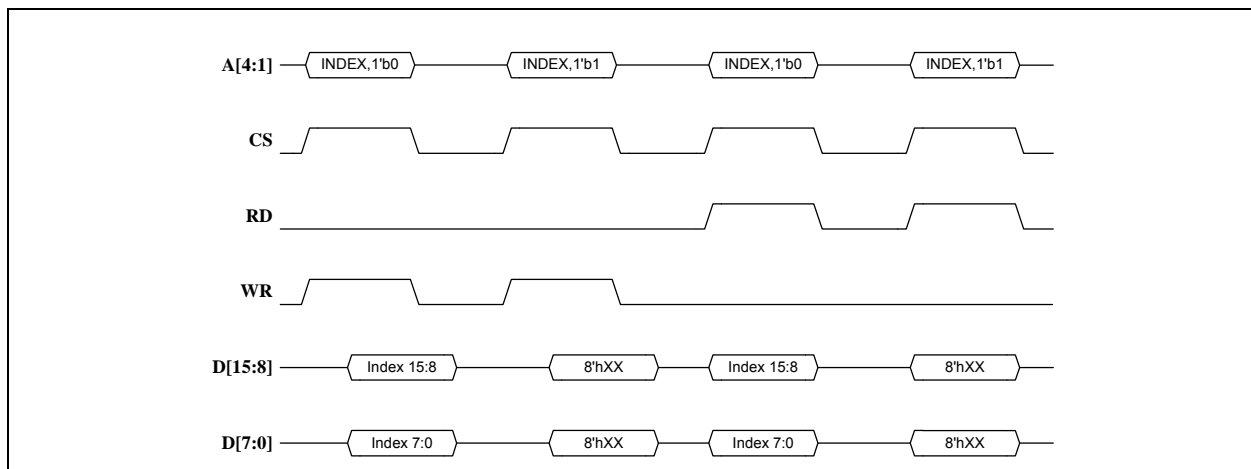 A[4:1] INDEX,1'b0 INDEX,1'b1 INDEX,1'b0 INDEX,1'b1
CS
RD
WR
D[15:8] Index 15:8 8'hXX Index 15:8 8'hXX
D[7:0] Index 7:0 8'hXX Index 7:0 8'hXX